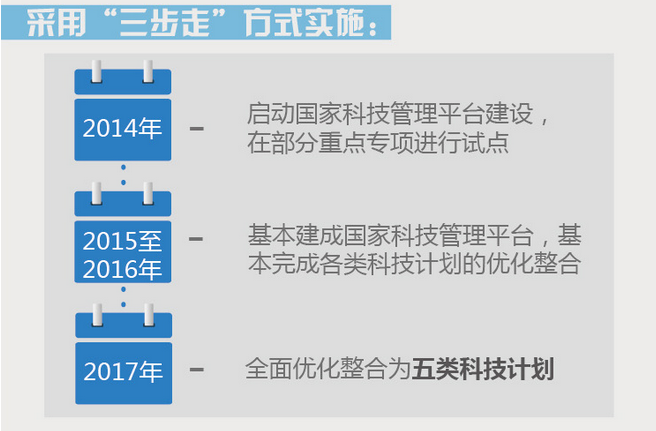 采用“三步走”方式实施：
2014年
启动国家科技管理平台建设，
在部分重点专项进行试点
2015至
2016年
基本建成国家科技管理平台，基
本完成各类科技计划的优化整合
2017年
全面优化整合为五类科技计划